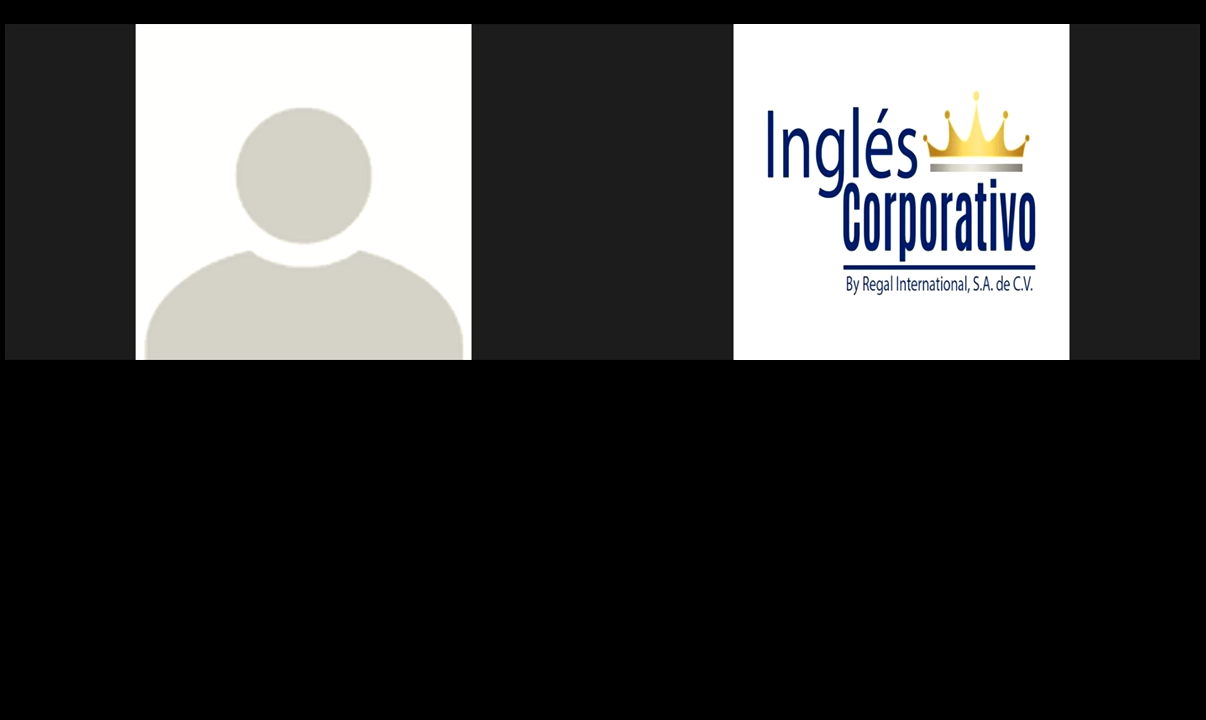 Inglés
Corporativo
By Regal International, S.A. de C.V.